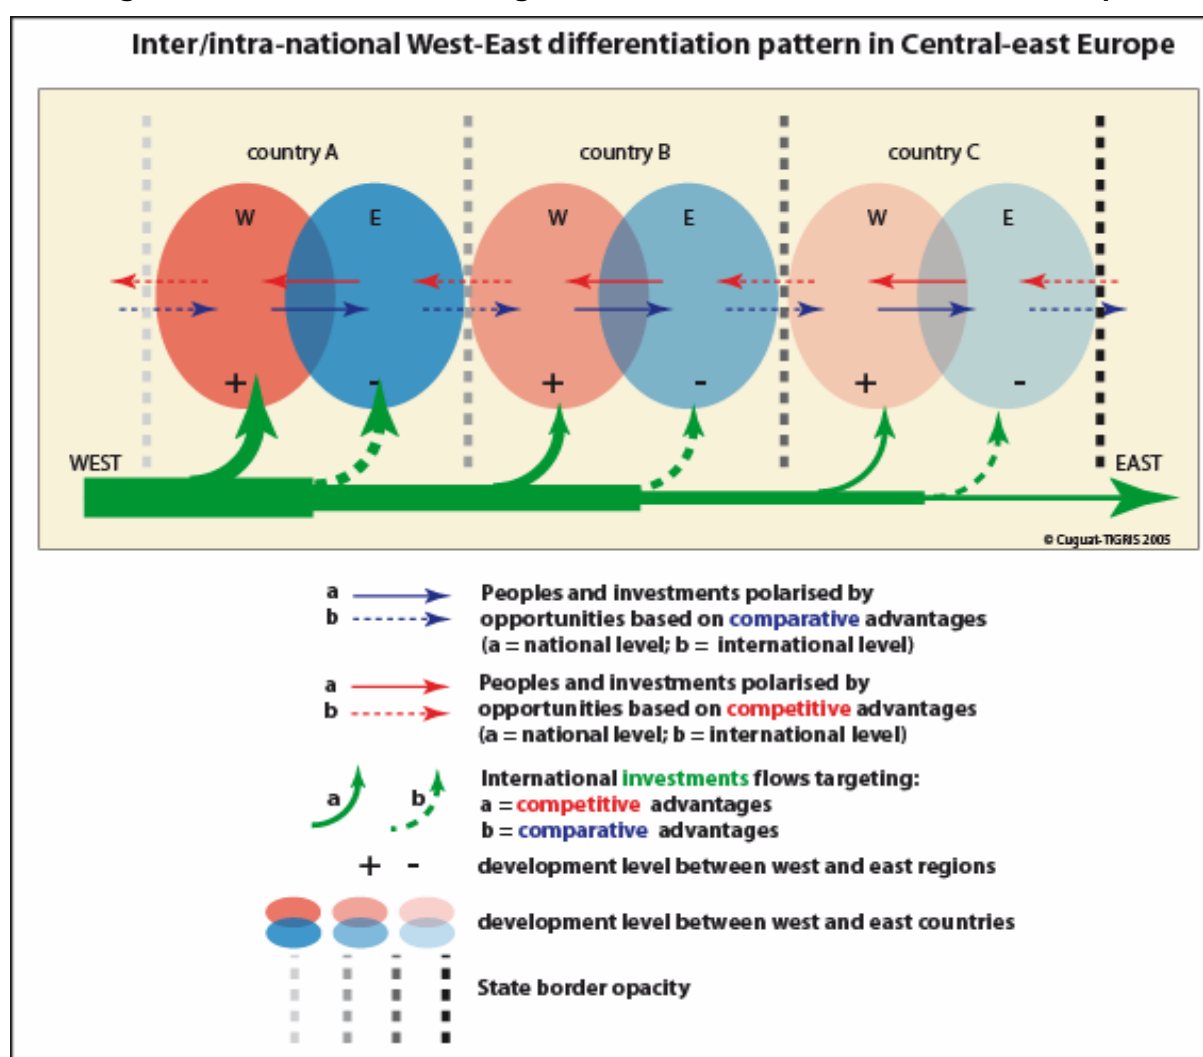 Inter/intra-national West-East differentiation pattern in Central-east Europe
country A
country B
country C
W
E
W
E
W
E
+
-
+
-
+
-
WEST
EAST
© Cuguat-TIGRIS 2005
a
b
Peoples and investments polarised by
opportunities based on comparative advantages
(a = national level; b = international level)
a
b
Peoples and investments polarised by
opportunities based on competitive advantages
(a = national level; b = international level)
a
b
International investments flows targeting:
a = competitive advantages
b = comparative advantages
+ - development level between west and east regions
development level between west and east countries
State border opacity